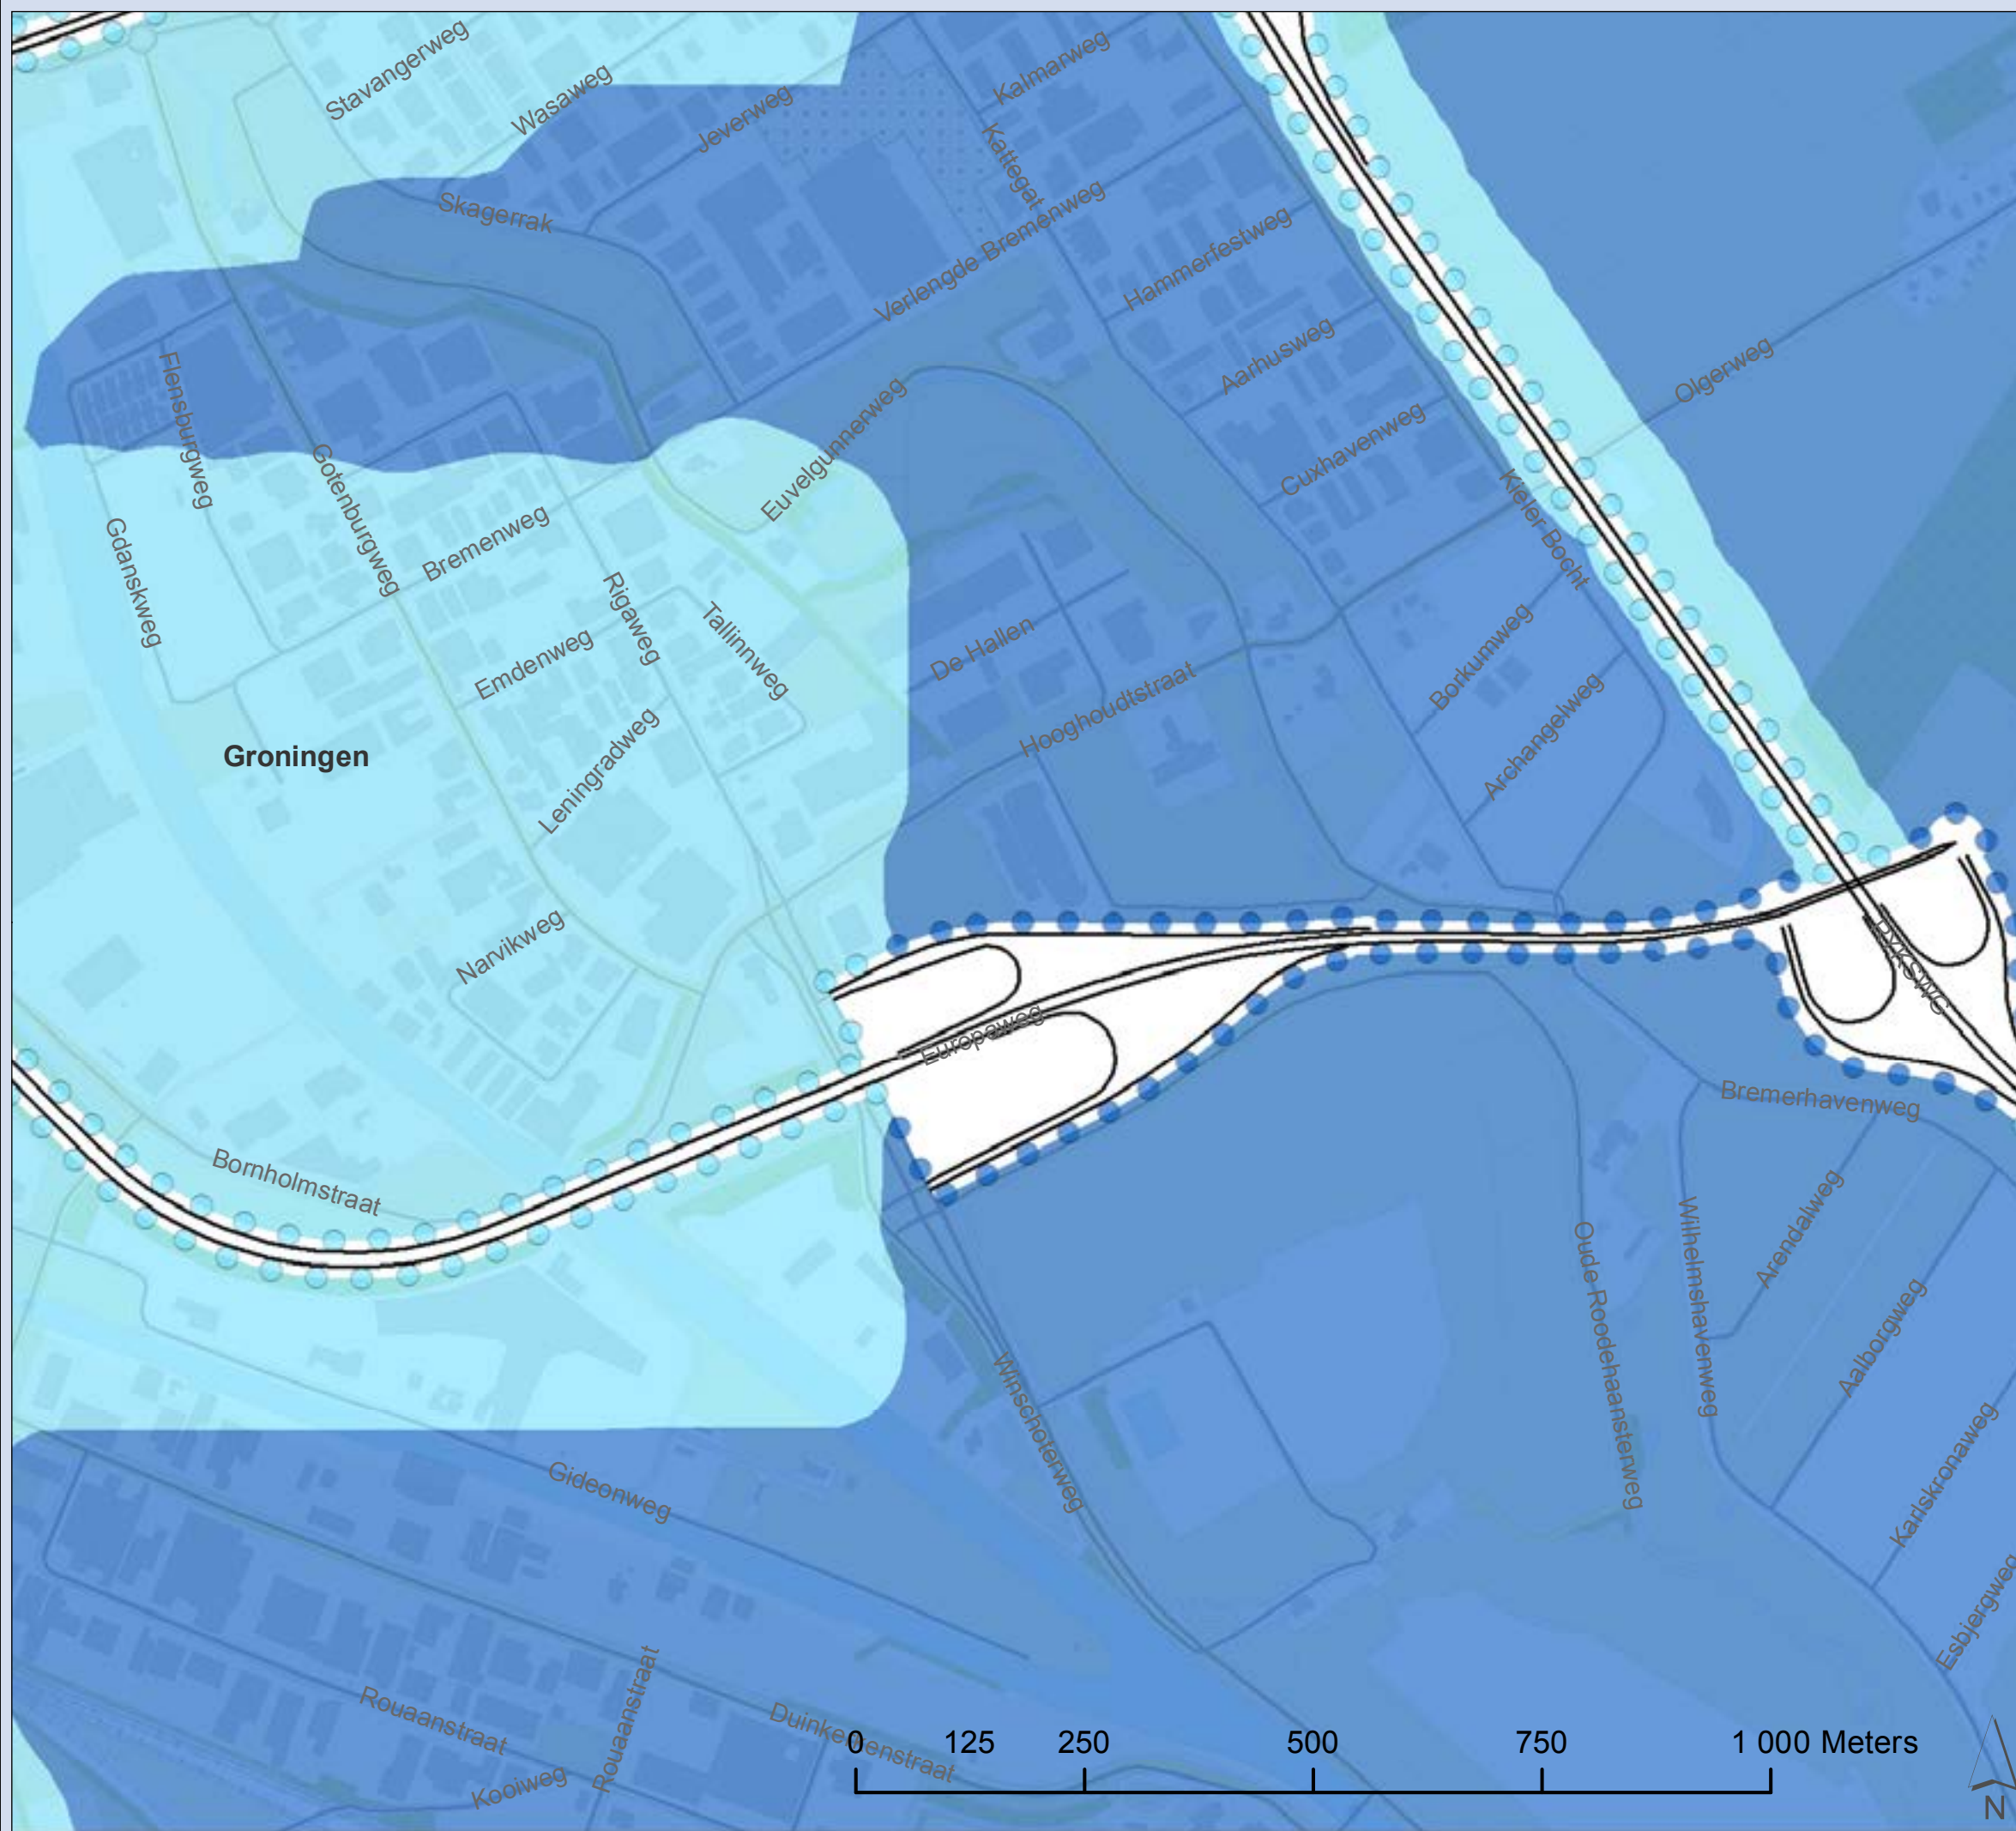 Stavangerweg
Wasaweg
Jeverweg
Kalmarweg
Kattegat
Skagerrak
Verlengde Bremenweg
Hammerfestweg
Aarhusweg
Olgerweg
Flensburgweg
Euvelgunnerweg
Cuxhavenweg
Gotenburgweg
Kieler Bocht
Gdanskweg
Bremenweg
Rigaweg
Tallinnweg
De Hallen
Borkumweg
Emdenweg
Hooghoudtstraat
Archangelweg
Leningradweg
Groningen
Narvikweg
Europaweg
Bremerhavenweg
Bornholmstraat
Arendalweg
Wilhelmshavenweg
Oude Roodehaansterweg
Aalborgweg
Winschoterweg
Karlskronaweg
Gideonweg
Esbjergweg
Rouaanstraat
Rouaanstraat
Duinkerkenstraat
Kooiweg
0 125 250 500 750 1 000 Meters
N